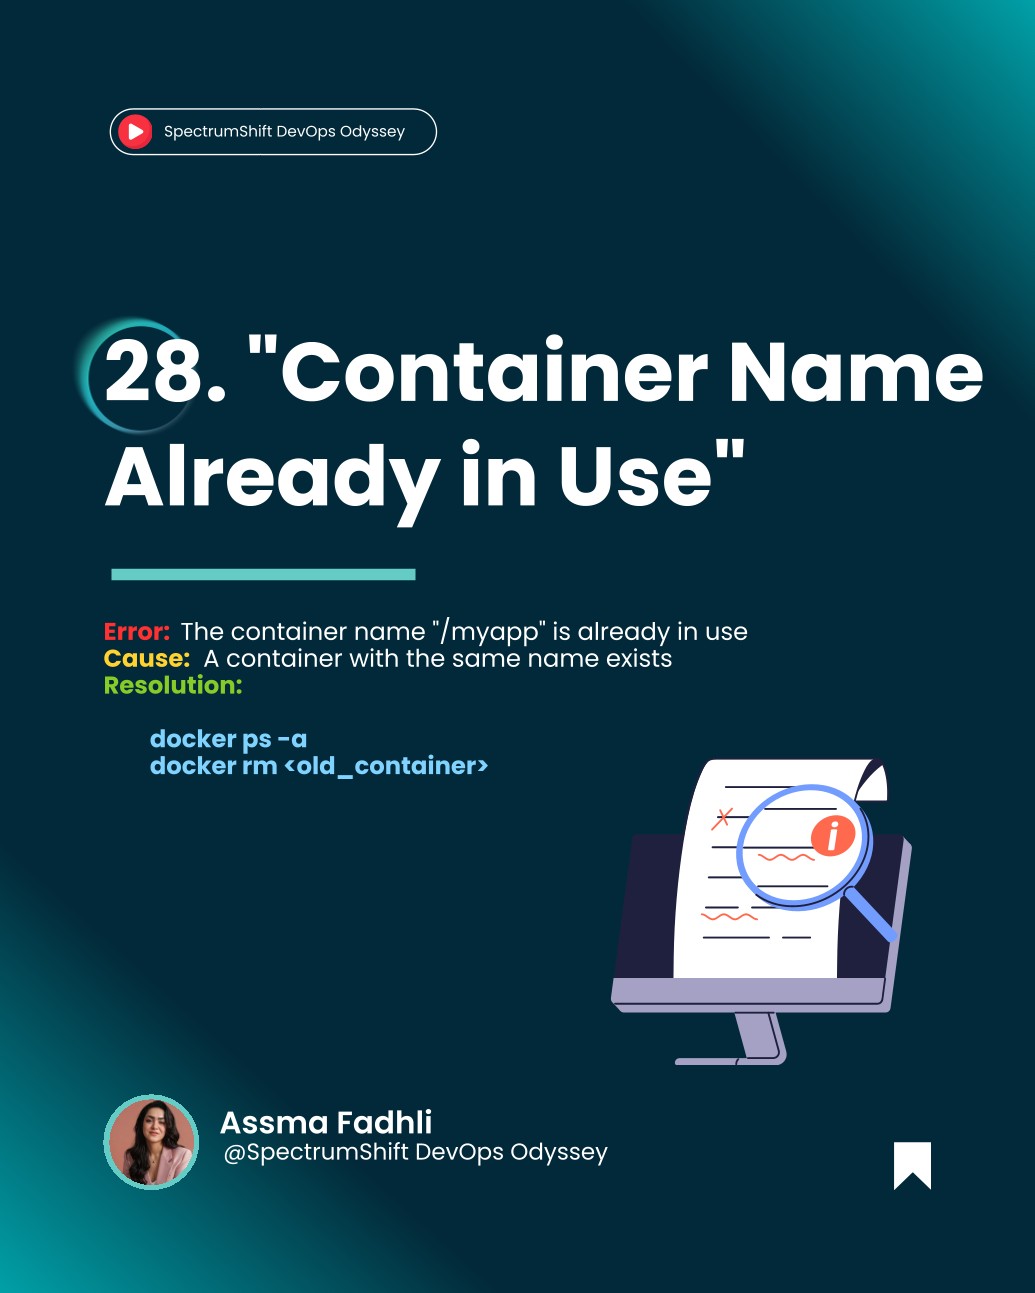 SpectrumShift DevOps Odyssey
28. "Container Name
Already in Use"
Error: The container name "/myapp" is already in use
Cause: A container with the same name exists
Resolution:
docker ps -a
docker rm <old_container>
i
Assma Fadhli
@SpectrumShift DevOps Odyssey